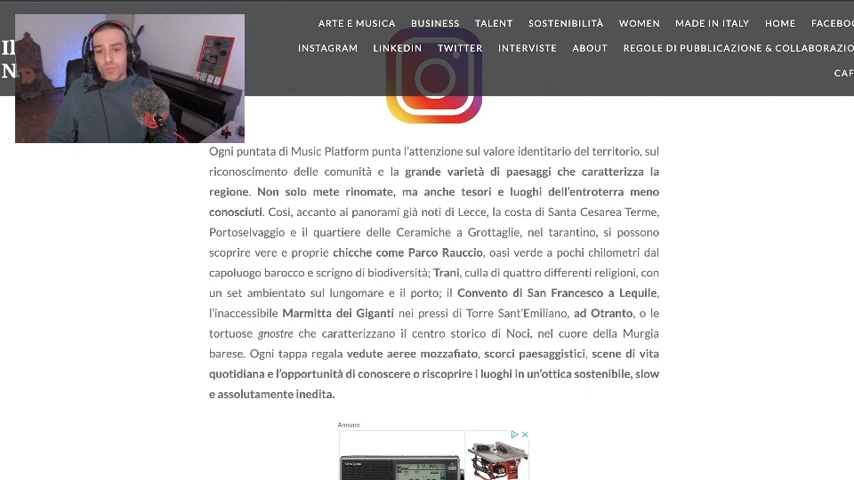 ARTE E MUSICA BUSINESS TALENT SOSTENIBILITÀ WOMEN MADE IN ITALY HOME
Il INSTAGRAM LINKEDIN TWITTER INTERVISTE ABOUT REGOLE DI PUBBLICAZIONE &
N
Ogni puntata di Music Platform punta l'attenzione sul valore identitario del territorio, sul
riconoscimento delle comunità e la grande varietà di paesaggi che caratterizza la
regione. Non solo mete rinomate, ma anche tesori e luoghi dell'entroterra meno
conosciuti. Così, accanto ai panorami già noti di Lecce, la costa di Santa Cesarea Terme,
Portoselvaggio e il quartiere delle Ceramiche a Grottaglie, nel tarantino, si possono
scoprire vere e proprie chicche come Parco Rauccio, oasi verde a pochi chilometri dal
capoluogo barocco e scrigno di biodiversità; Trani, culla di quattro differenti religioni, con
un set ambientato sul lungomare e il porto; il Convento di San Francesco a Lequile,
l'inaccessibile Marmitta dei Giganti nei pressi di Torre Sant'Emiliano, ad Otranto, o le
tortuose gnostre che caratterizzano il centro storico di Noci, nel cuore della Murgia
barese. Ogni tappa regala vedute aeree mozzafiato, scorci paesaggistici, scene di vita
quotidiana e l'opportunità di conoscere o riscoprire i luoghi in un'ottica sostenibile, slow
e assolutamente inedita.